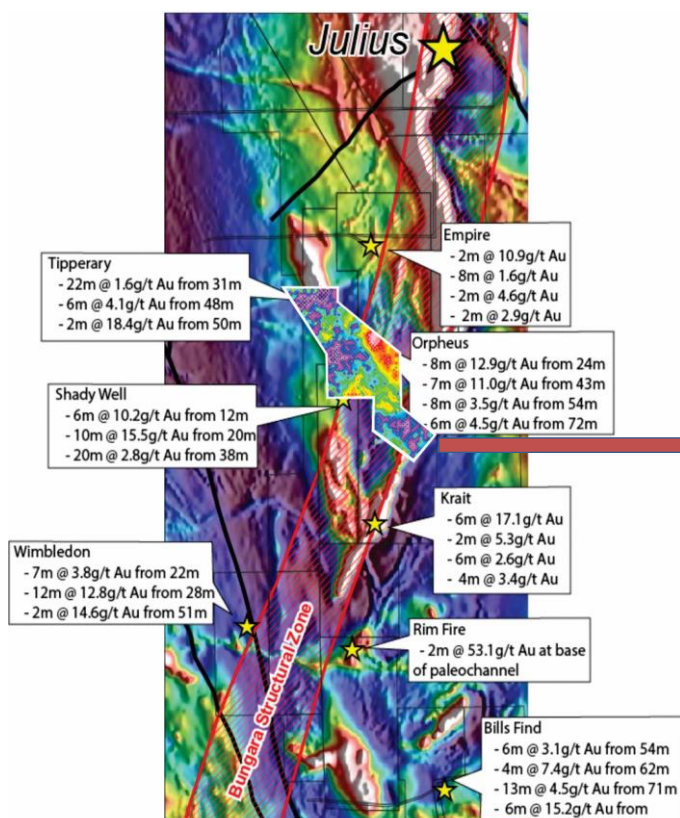 Julius
Empire
- 2m @ 10.9g/t Au
- 8m @ 1.6g/t Au
- 2m @ 4.6g/t Au
- 2m @ 2.9g/t Au
Tipperary
- 22m @ 1.6g/t Au from 31m
- 6m @ 4.1g/t Au from 48m
- 2m @ 18.4g/t Au from 50m
Orpheus
- 8m @ 12.9g/t Au from 24m
- 7m @ 11.0g/t Au from 43m
- 8m @ 3.5g/t Au from 54m
- 6m @ 4.5g/t Au from 72m
Shady Well
- 6m @ 10.2g/t Au from 12m
- 10m @ 15.5g/t Au from 20m
- 20m @ 2.8g/t Au from 38m
Krait
- 6m @ 17.1g/t Au
- 2m @ 5.3g/t Au
- 6m @ 2.6g/t Au
- 4m @ 3.4g/t Au
Wimbledon
- 7m @ 3.8g/t Au from 22m
- 12m @ 12.8g/t Au from 28m
- 2m @ 14.6g/t Au from 51m
Rim Fire
- 2m @ 53.1g/t Au at base
of paleochannel
Bungara Structural Zone
Bills Find
- 6m @ 3.1g/t Au from 54m
- 4m @ 7.4g/t Au from 62m
- 13m @ 4.5g/t Au from 71m
- 6m @ 15.2g/t Au from